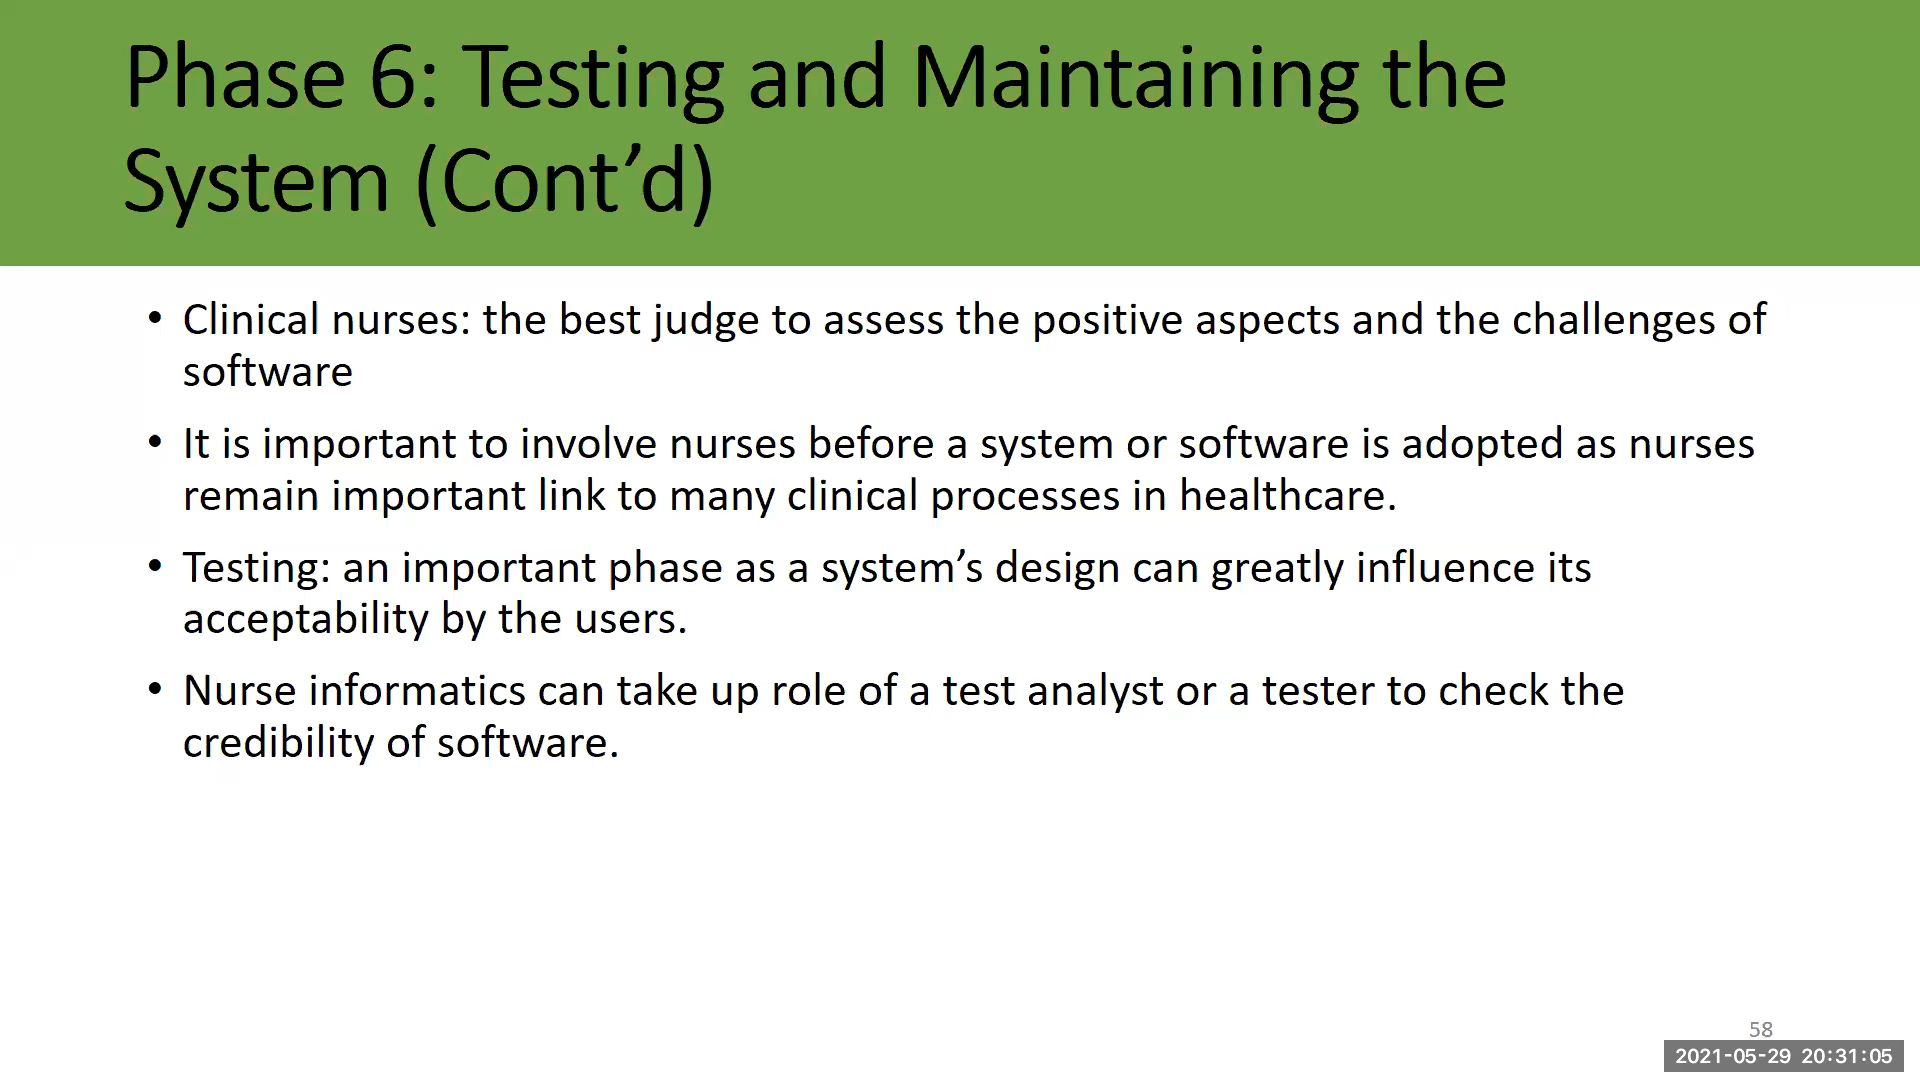 Phase 6: Testing and Maintaining the
System (Cont’d)
• Clinical nurses: the best judge to assess the positive aspects and the challenges of
software
• It is important to involve nurses before a system or software is adopted as nurses
remain important link to many clinical processes in healthcare.
• Testing: an important phase as a system’s design can greatly influence its
acceptability by the users.
• Nurse informatics can take up role of a test analyst or a tester to check the
credibility of software.
58
2021-05-29 20:31:05